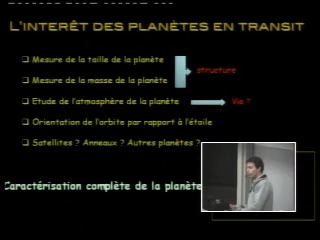 L'INTERÊT DES PLANÈTES EN TRANSIT
❑ Mesure de la taille de la planète
structure
❑ Mesure de la masse de la planète
❑ Etude de l'atmosphère de la planète
Vie ?
❑ Orientation de l'orbite par rapport à l'étoile
❑ Satellites ? Anneaux ? Autres planètes ?
Caractérisation complète de la planète